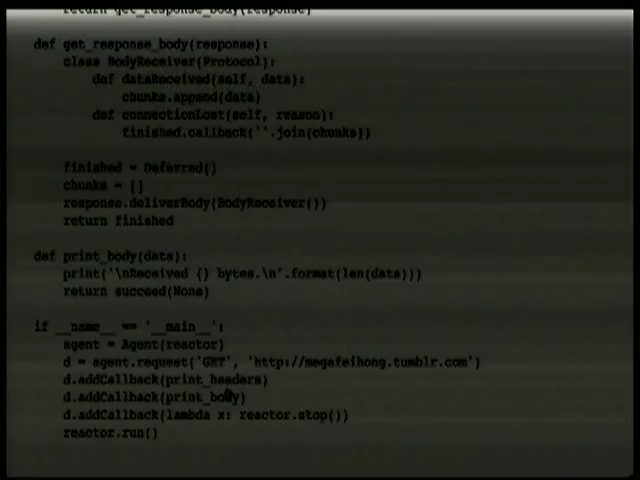 return get_response_body(response)
def get_response_body(response):
    class BodyReceiver(Protocol):
        def dataReceived(self, data):
            chunks.append(data)
        def connectionLost(self, reason):
            finished.callback(''.join(chunks))
    finished = Deferred()
    chunks = []
    response.deliverBody(BodyReceiver())
    return finished
def print_body(data):
    print('\nReceived {} bytes.\n'.format(len(data)))
    return succeed(None)
if __name__ == '__main__':
    agent = Agent(reactor)
    d = agent.request('GET', 'http://megafeihong.tumblr.com')
    d.addCallback(print_headers)
    d.addCallback(print_body)
    d.addCallback(lambda x: reactor.stop())
    reactor.run()